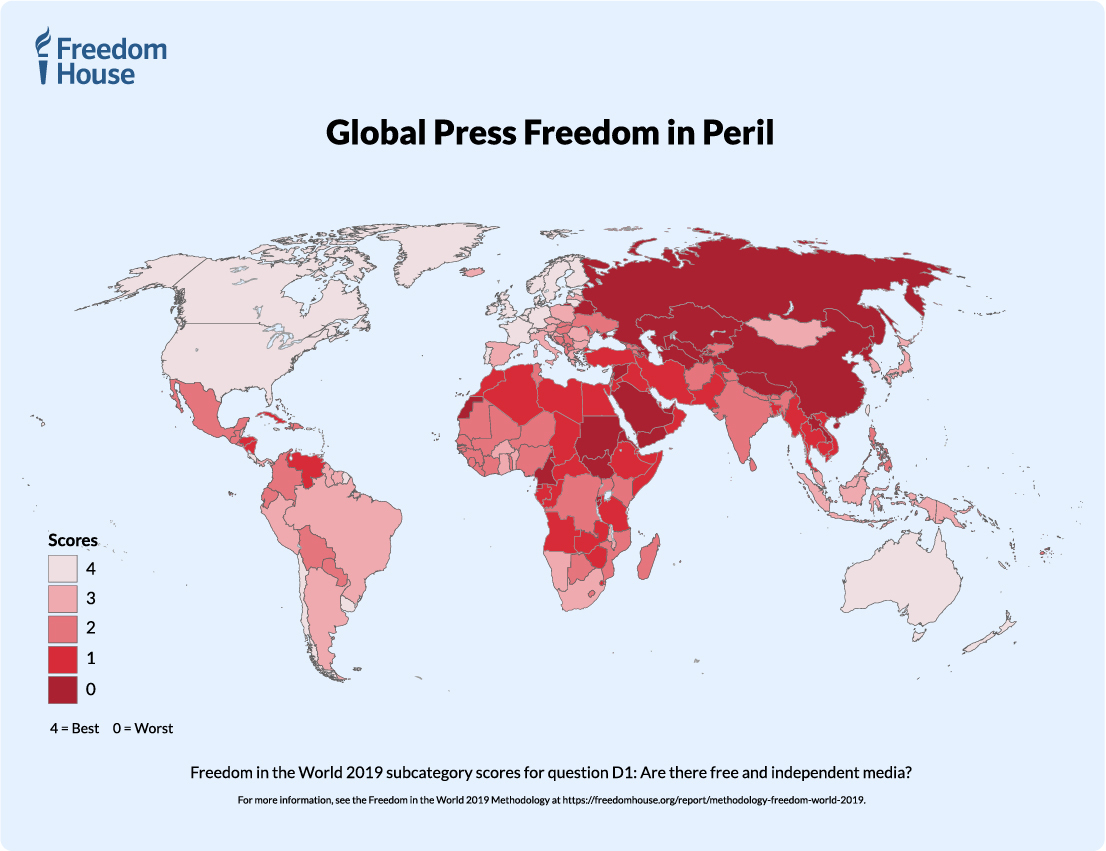 Freedom
House
Global Press Freedom in Peril
Scores
4
3
2
1
0
4 = Best 0 = Worst
Freedom in the World 2019 subcategory scores for question D1: Are there free and independent media?
For more information, see the Freedom in the World 2019 Methodology at https://freedomhouse.org/report/methodology-freedom-world-2019.